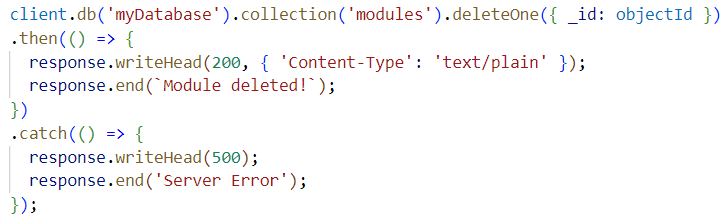 client.db('myDatabase').collection('modules').deleteOne({ _id: objectId })
.then(() => {
  response.writeHead(200, { 'Content-Type': 'text/plain' });
  response.end(`Module deleted!`);
})
.catch(() => {
  response.writeHead(500);
  response.end('Server Error');
});